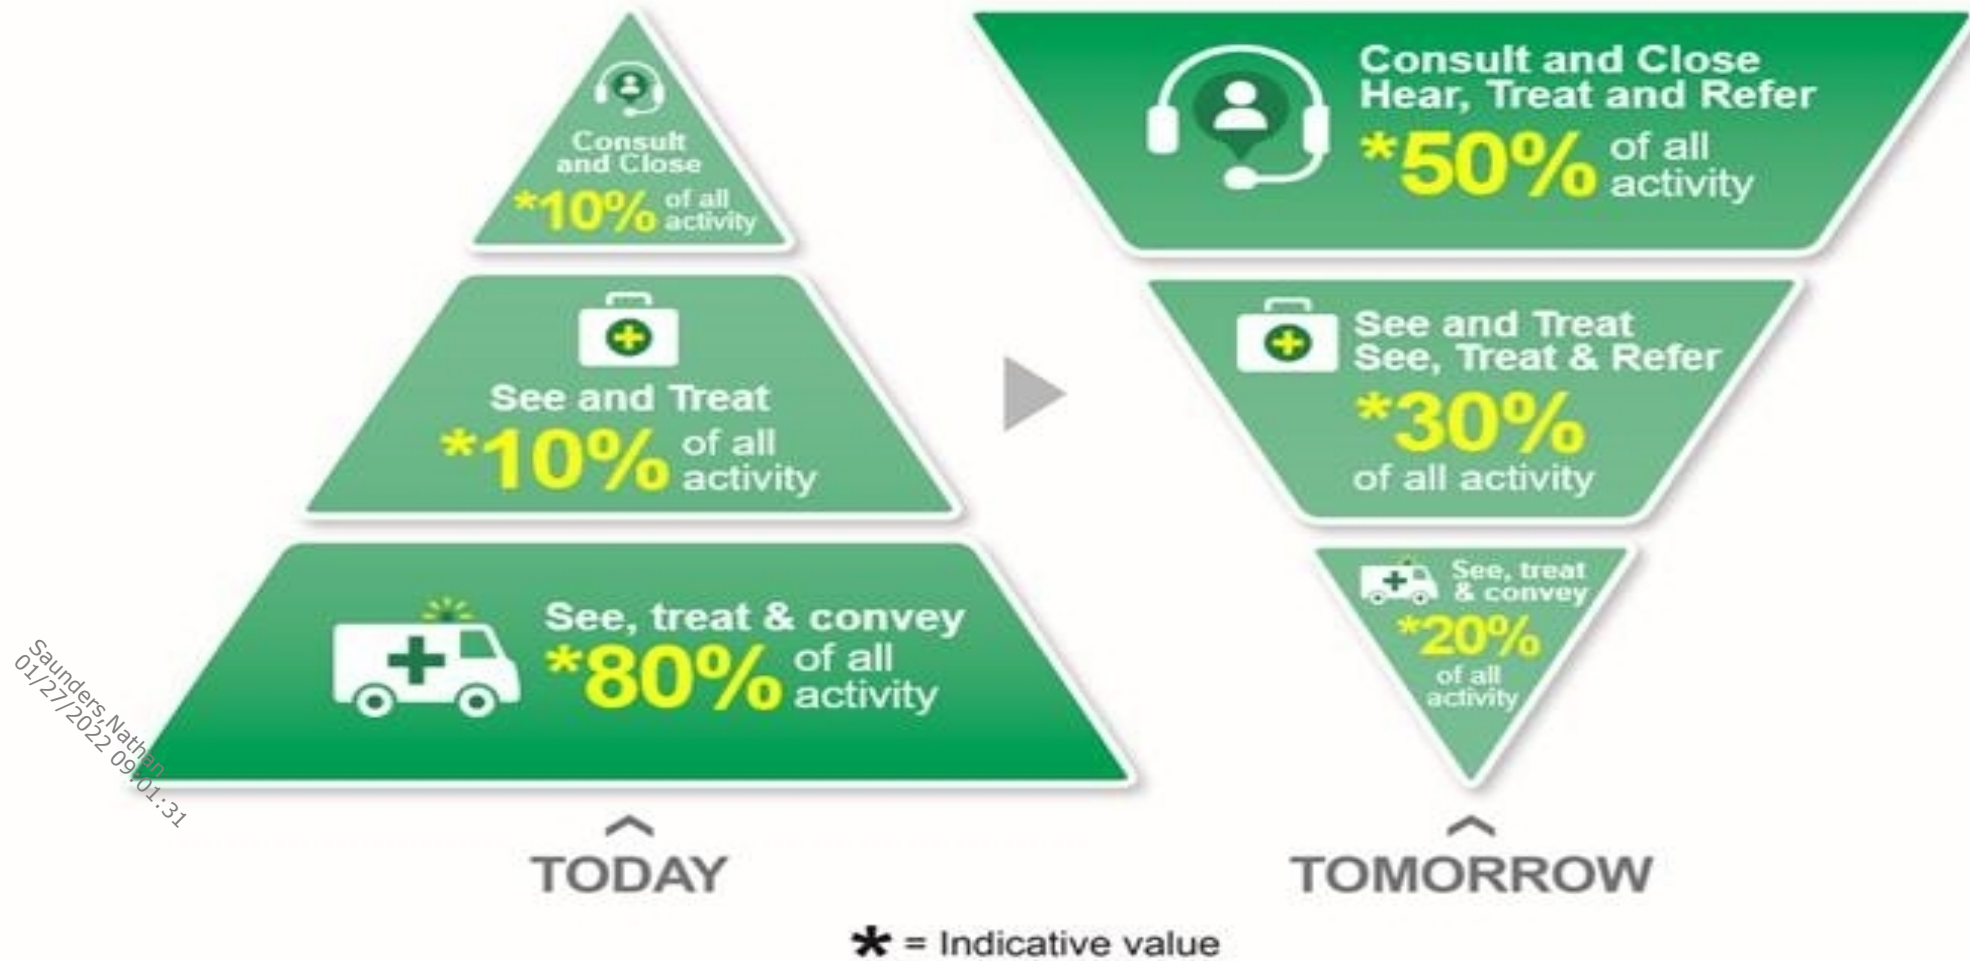 Consult
and Close
*10% of all
activity
See and Treat
*10% of all
activity
See, treat & convey
*80% of all
activity
TODAY
Consult and Close
Hear, Treat and Refer
*50% of all
activity
See and Treat
See, Treat & Refer
*30%
of all activity
See, treat
& convey
*20%
of all
activity
TOMORROW
* = Indicative value
Saunders,Nathan
01/27/2022 09:01:31